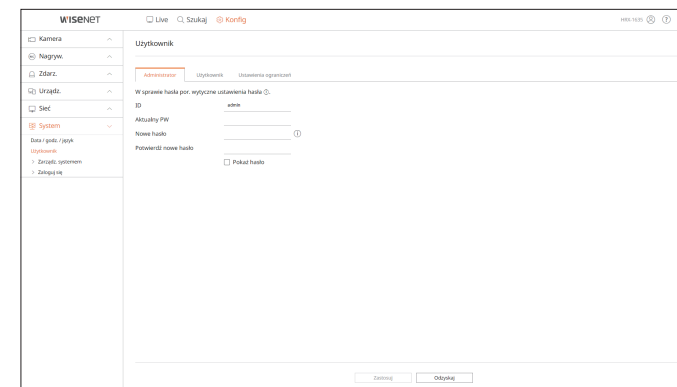 WISENET
Live Szukaj Konfig
HRX-1635
Kamera
Nagryw.
Zdarz.
Urządz.
Sieć
System
Data / godz. / język
Użytkownik
Zarządz. systemem
Zaloguj się
Użytkownik
Administrator Użytkownik Ustawienia ograniczeń
W sprawie hasła por. wytyczne ustawienia hasła
ID admin
Aktualny PW
Nowe hasło
Potwierdź nowe hasło
Pokaż hasło
Zastosuj Odzyskaj